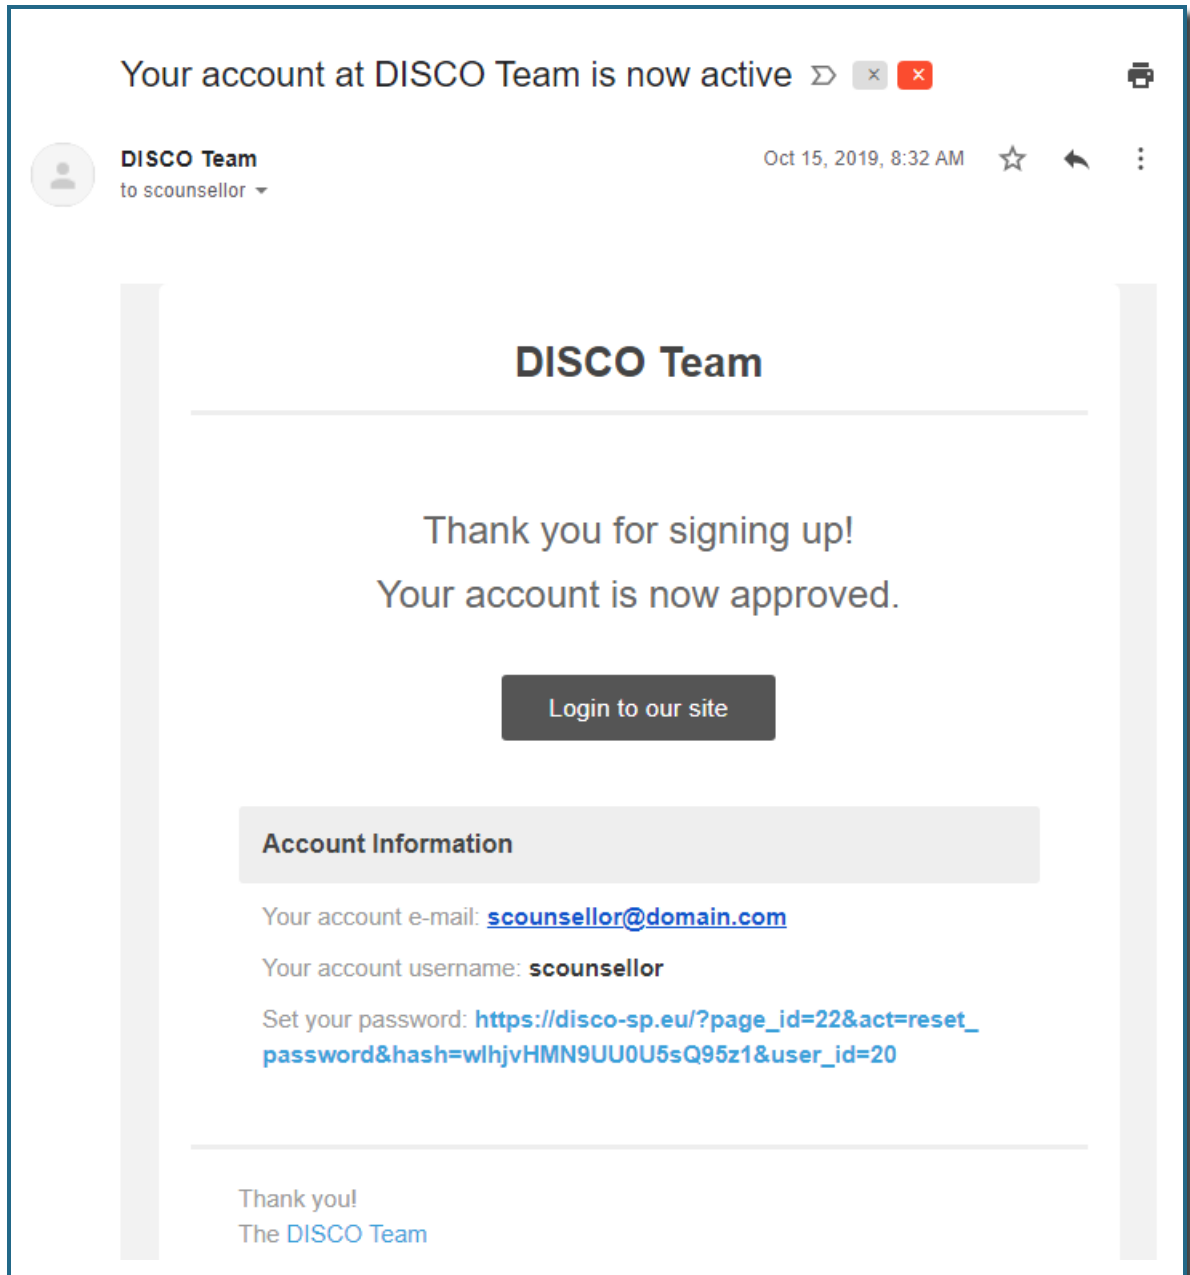 Your account at DISCO Team is now active
DISCO Team
Oct 15, 2019, 8:32 AM
to scounsellor
DISCO Team
Thank you for signing up!
Your account is now approved.
Login to our site
Account Information
Your account e-mail: scounsellor@domain.com
Your account username: scounsellor
Set your password: https://disco-sp.eu/?page_id=22&act=reset_
password&hash=wlhjvHMN9UU0U5sQ95z1&user_id=20
Thank you!
The DISCO Team